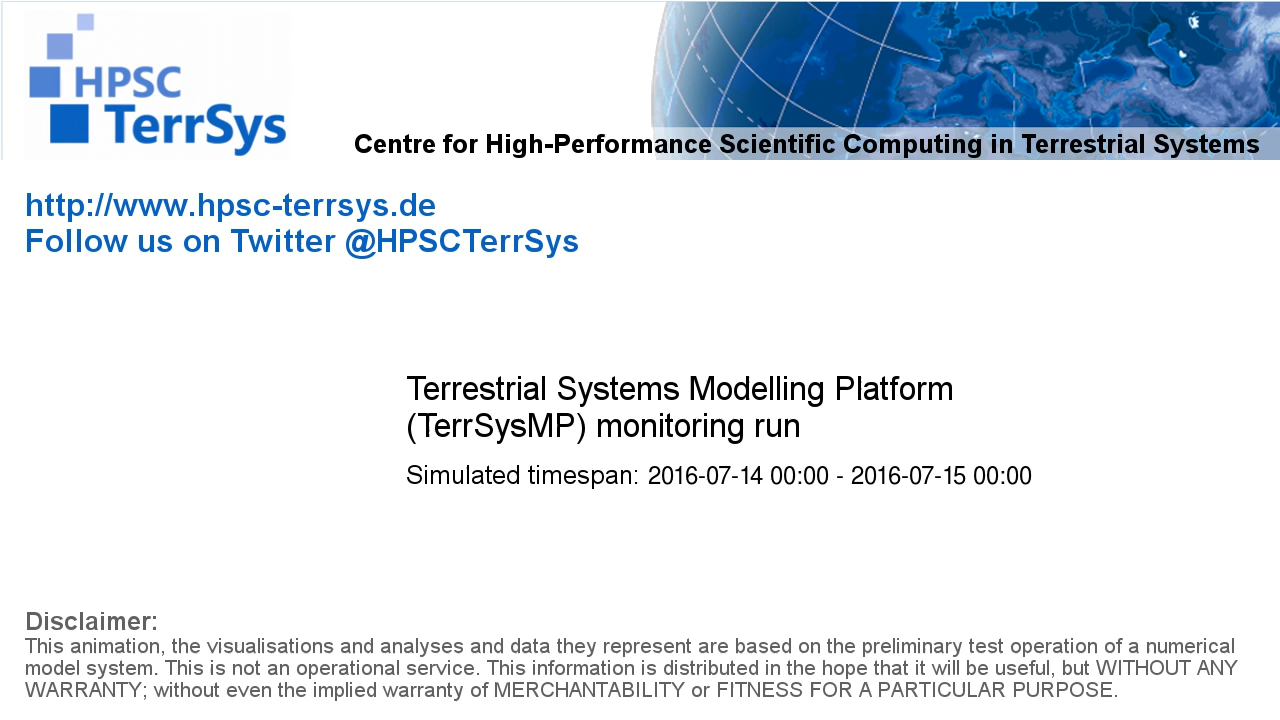 HPSC
TerrSys
Centre for High-Performance Scientific Computing in Terrestrial Systems
http://www.hpsc-terrsys.de
Follow us on Twitter @HPSCTerrSys
Terrestrial Systems Modelling Platform
(TerrSysMP) monitoring run
Simulated timespan: 2016-07-14 00:00 - 2016-07-15 00:00
Disclaimer:
This animation, the visualisations and analyses and data they represent are based on the preliminary test operation of a numerical
model system. This is not an operational service. This information is distributed in the hope that it will be useful, but WITHOUT ANY
WARRANTY; without even the implied warranty of MERCHANTABILITY or FITNESS FOR A PARTICULAR PURPOSE.